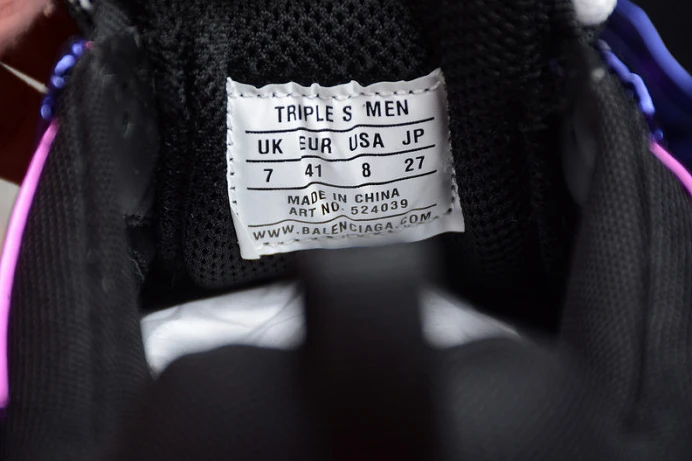 TRIPLE S MEN
UK EUR USA JP
7 41 8 27
MADE IN CHINA
ART NO. 524039
WWW.BALENCIAGA.COM